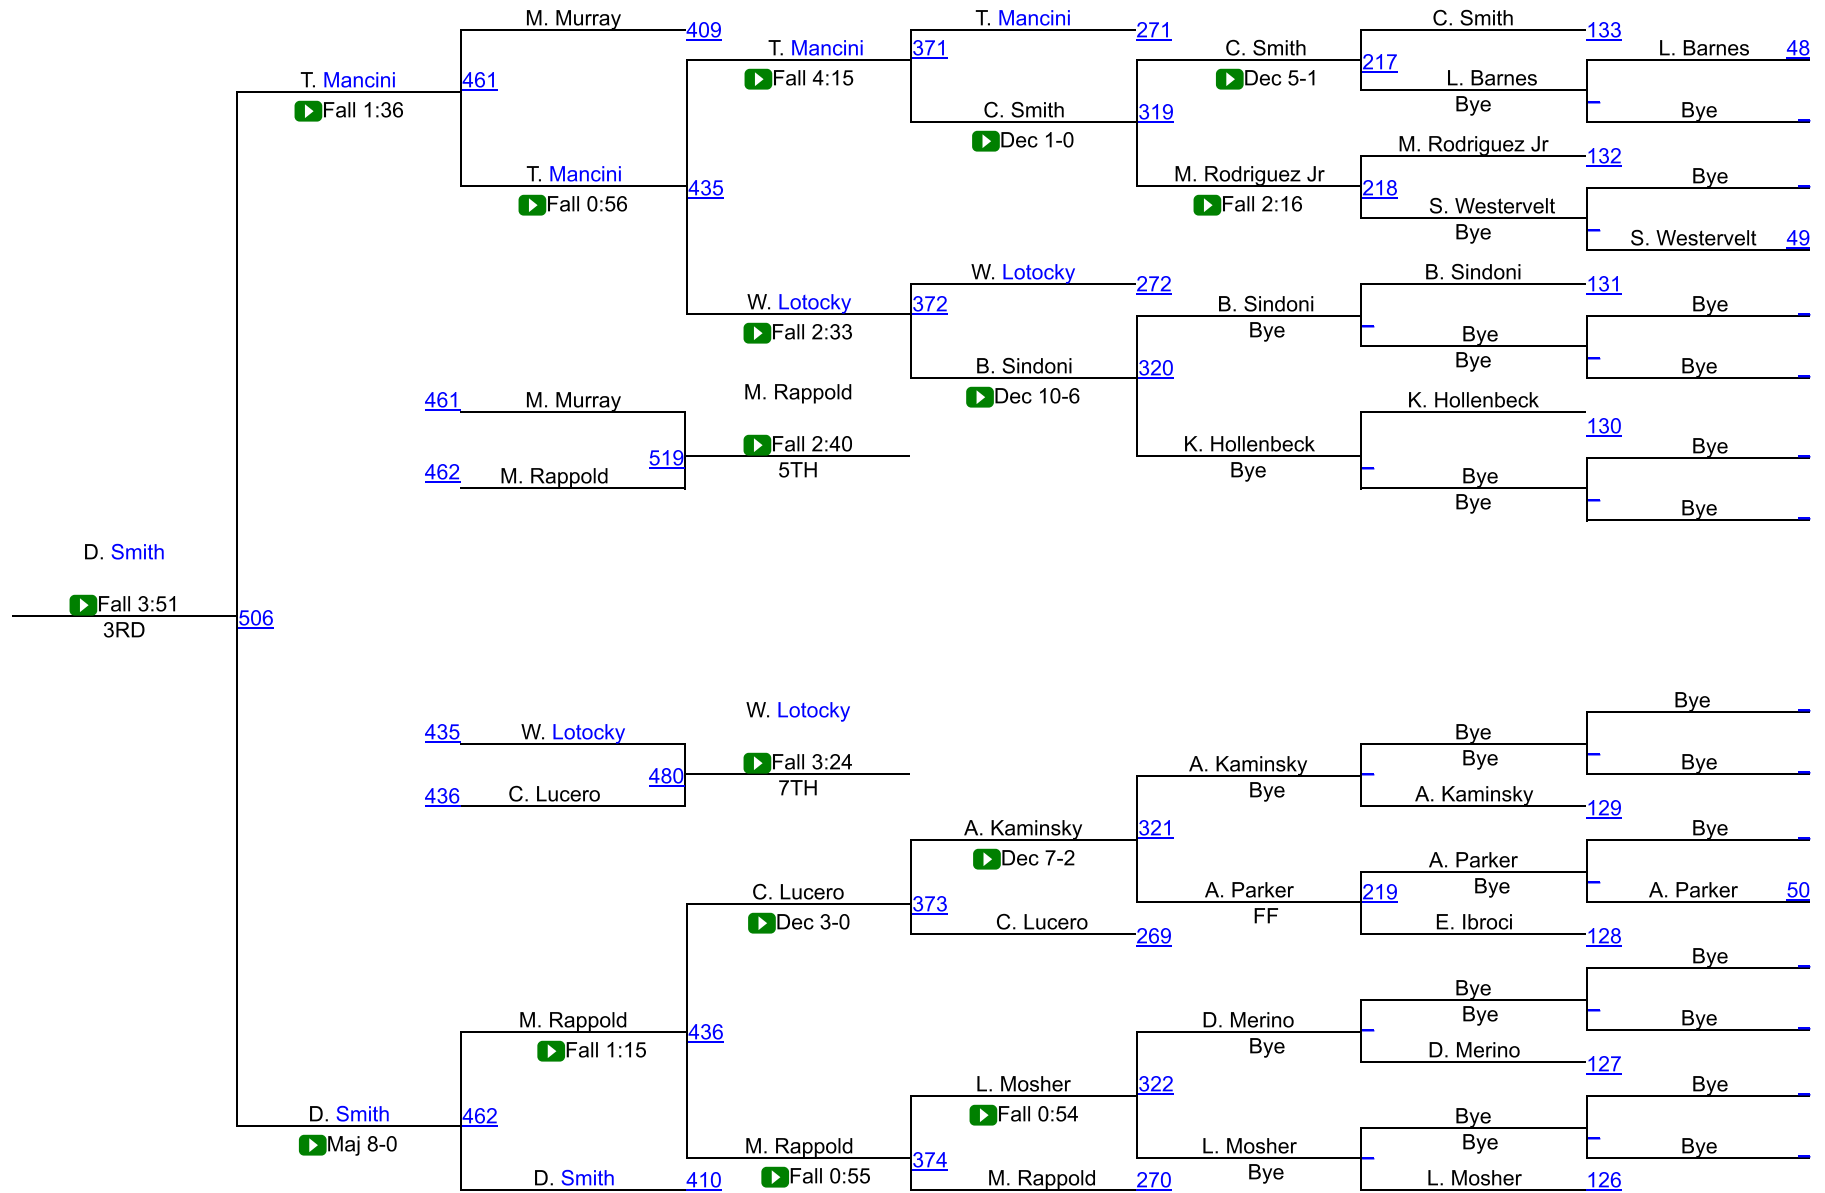 M. Murray
409
T. Mancini
461
Fall 1:36
T. Mancini
Fall 0:56
T. Mancini
371
Fall 4:15
435
W. Lotocky
372
Fall 2:33
T. Mancini
271
C. Smith
319
Dec 1-0
C. Smith
217
Dec 5-1
M. Rodriguez Jr
218
Fall 2:16
C. Smith
133
L. Barnes
Bye
L. Barnes 48
Bye
M. Rodriguez Jr
132
S. Westervelt
Bye
Bye
S. Westervelt 49
W. Lotocky
272
B. Sindoni
320
Dec 10-6
B. Sindoni
Bye
K. Hollenbeck
Bye
B. Sindoni
131
Bye
Bye
Bye
Bye
K. Hollenbeck
130
Bye
Bye
Bye
Bye
461
M. Murray
462
M. Rappold
519
M. Rappold
Fall 2:40
5TH
D. Smith
Fall 3:51
3RD
506
435
W. Lotocky
436
C. Lucero
480
W. Lotocky
Fall 3:24
7TH
A. Kaminsky
321
Dec 7-2
C. Lucero
373
Dec 3-0
C. Lucero
269
A. Kaminsky
Bye
A. Parker
219
FF
Bye
Bye
A. Kaminsky
129
Bye
Bye
A. Parker
Bye
E. Ibroci
128
Bye
A. Parker 50
M. Rappold
436
Fall 1:15
D. Smith
462
Maj 8-0
D. Smith
410
M. Rappold
374
Fall 0:55
L. Mosher
322
Fall 0:54
M. Rappold
270
D. Merino
Bye
L. Mosher
Bye
Bye
Bye
D. Merino
127
Bye
Bye
Bye
Bye
L. Mosher
126
Bye
Bye